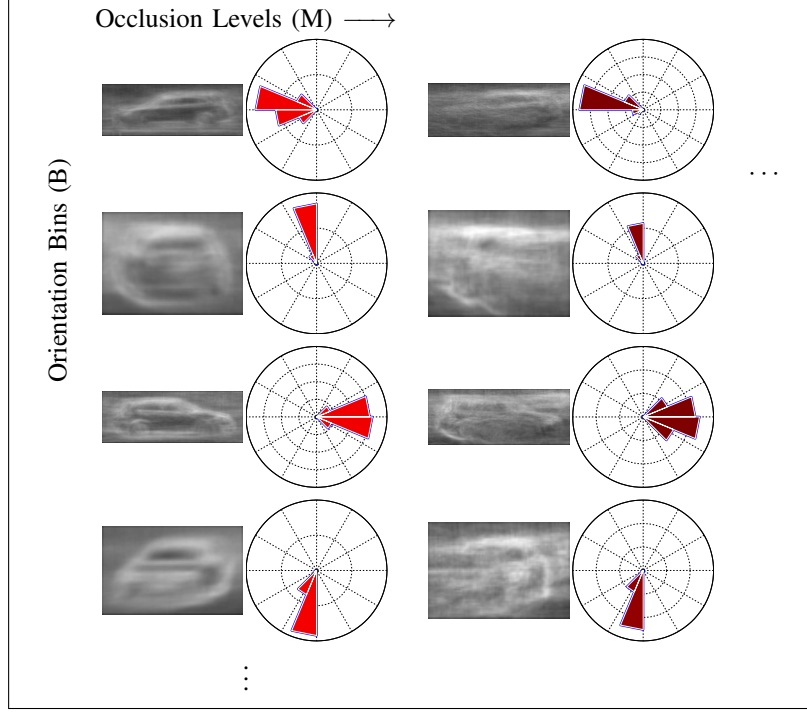 Occlusion Levels (M) ⟶
Orientation Bins (B)
. . .
⋮